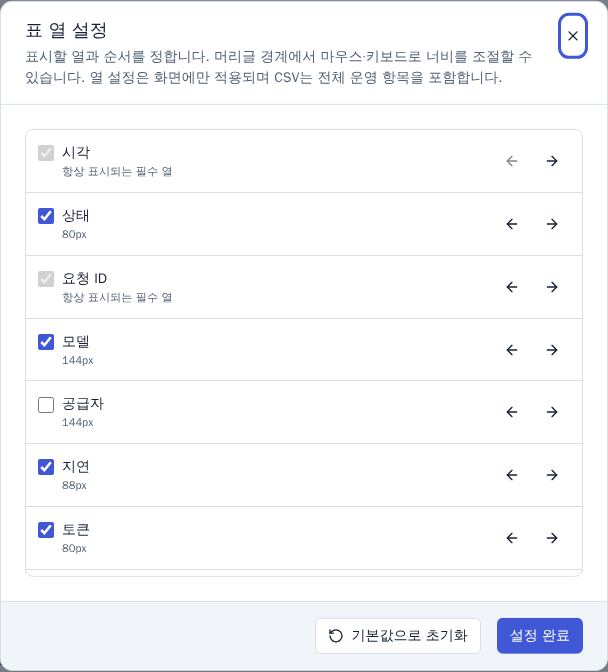 표 열 설정
표시할 열과 순서를 정합니다. 머리글 경계에서 마우스·키보드로 너비를 조절할 수
있습니다. 열 설정은 화면에만 적용되며 CSV는 전체 운영 항목을 포함합니다.
시각
항상 표시되는 필수 열
상태
80px
요청 ID
항상 표시되는 필수 열
모델
144px
공급자
144px
지연
88px
토큰
80px
기본값으로 초기화
설정 완료